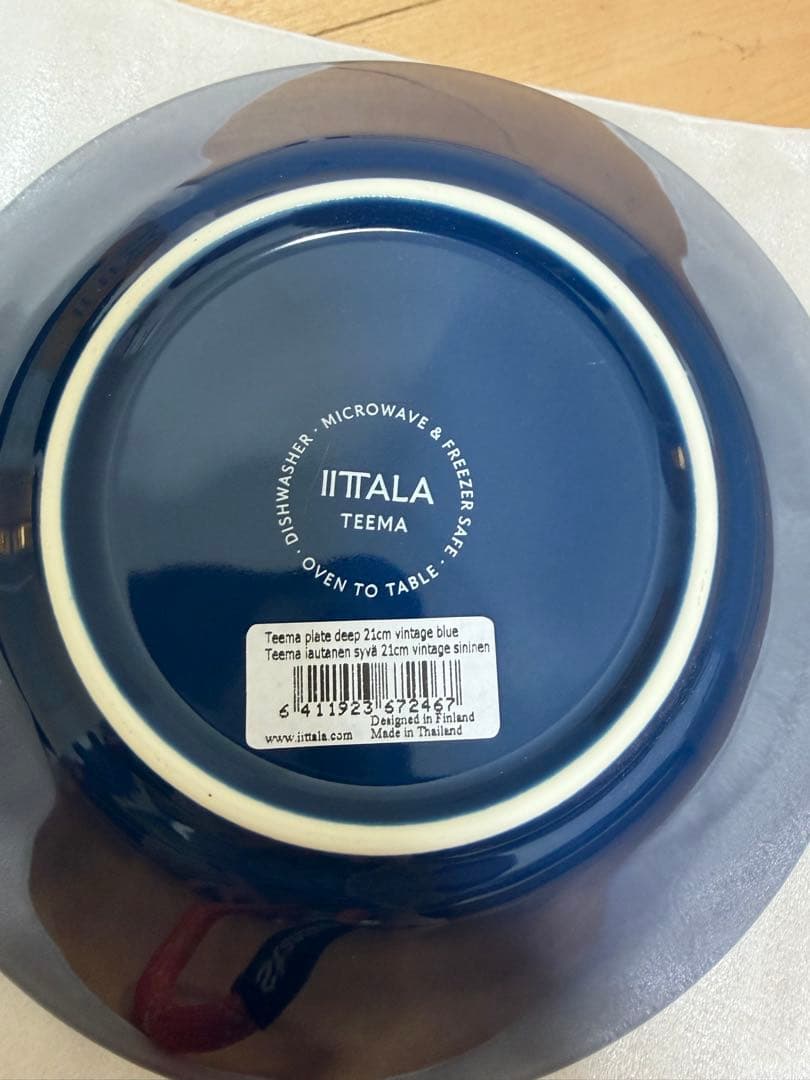 DISHWASHER · MICROWAVE & FREEZER SAFE · OVEN TO TABLE ·
IITTALA
TEEMA
Teema plate deep 21cm vintage blue
Teema lautanen syvä 21cm vintage sininen
6 411923 672467
Designed in Finland
www.iittala.com Made in Thailand